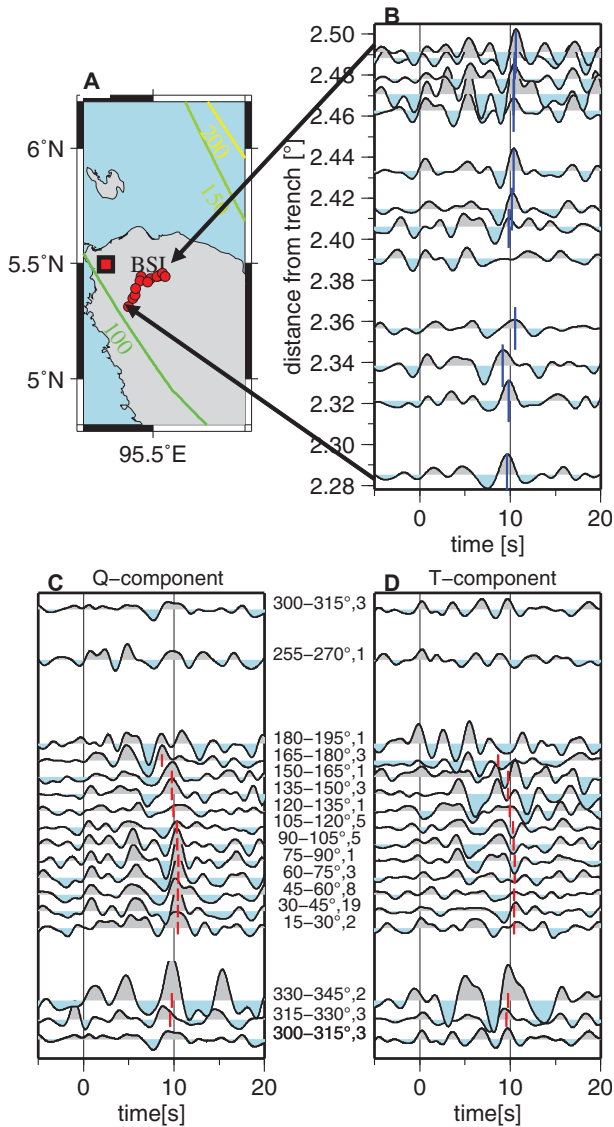 A
200
150
6°N
BSI
5.5°N
100
5°N
95.5°E
B
distance from trench [°]
2.50
2.48
2.46
2.44
2.42
2.40
2.38
2.36
2.34
2.32
2.30
2.28
0
10
20
time [s]
C
Q−component
D
T−component
300−315°,3
255−270°,1
180−195°,1
165−180°,3
150−165°,1
135−150°,3
120−135°,1
105−120°,5
90−105°,5
75−90°,1
60−75°,3
45−60°,8
30−45°,19
15−30°,2
330−345°,2
315−330°,3
300−315°,3
0
10
20
time[s]
0
10
20
time[s]